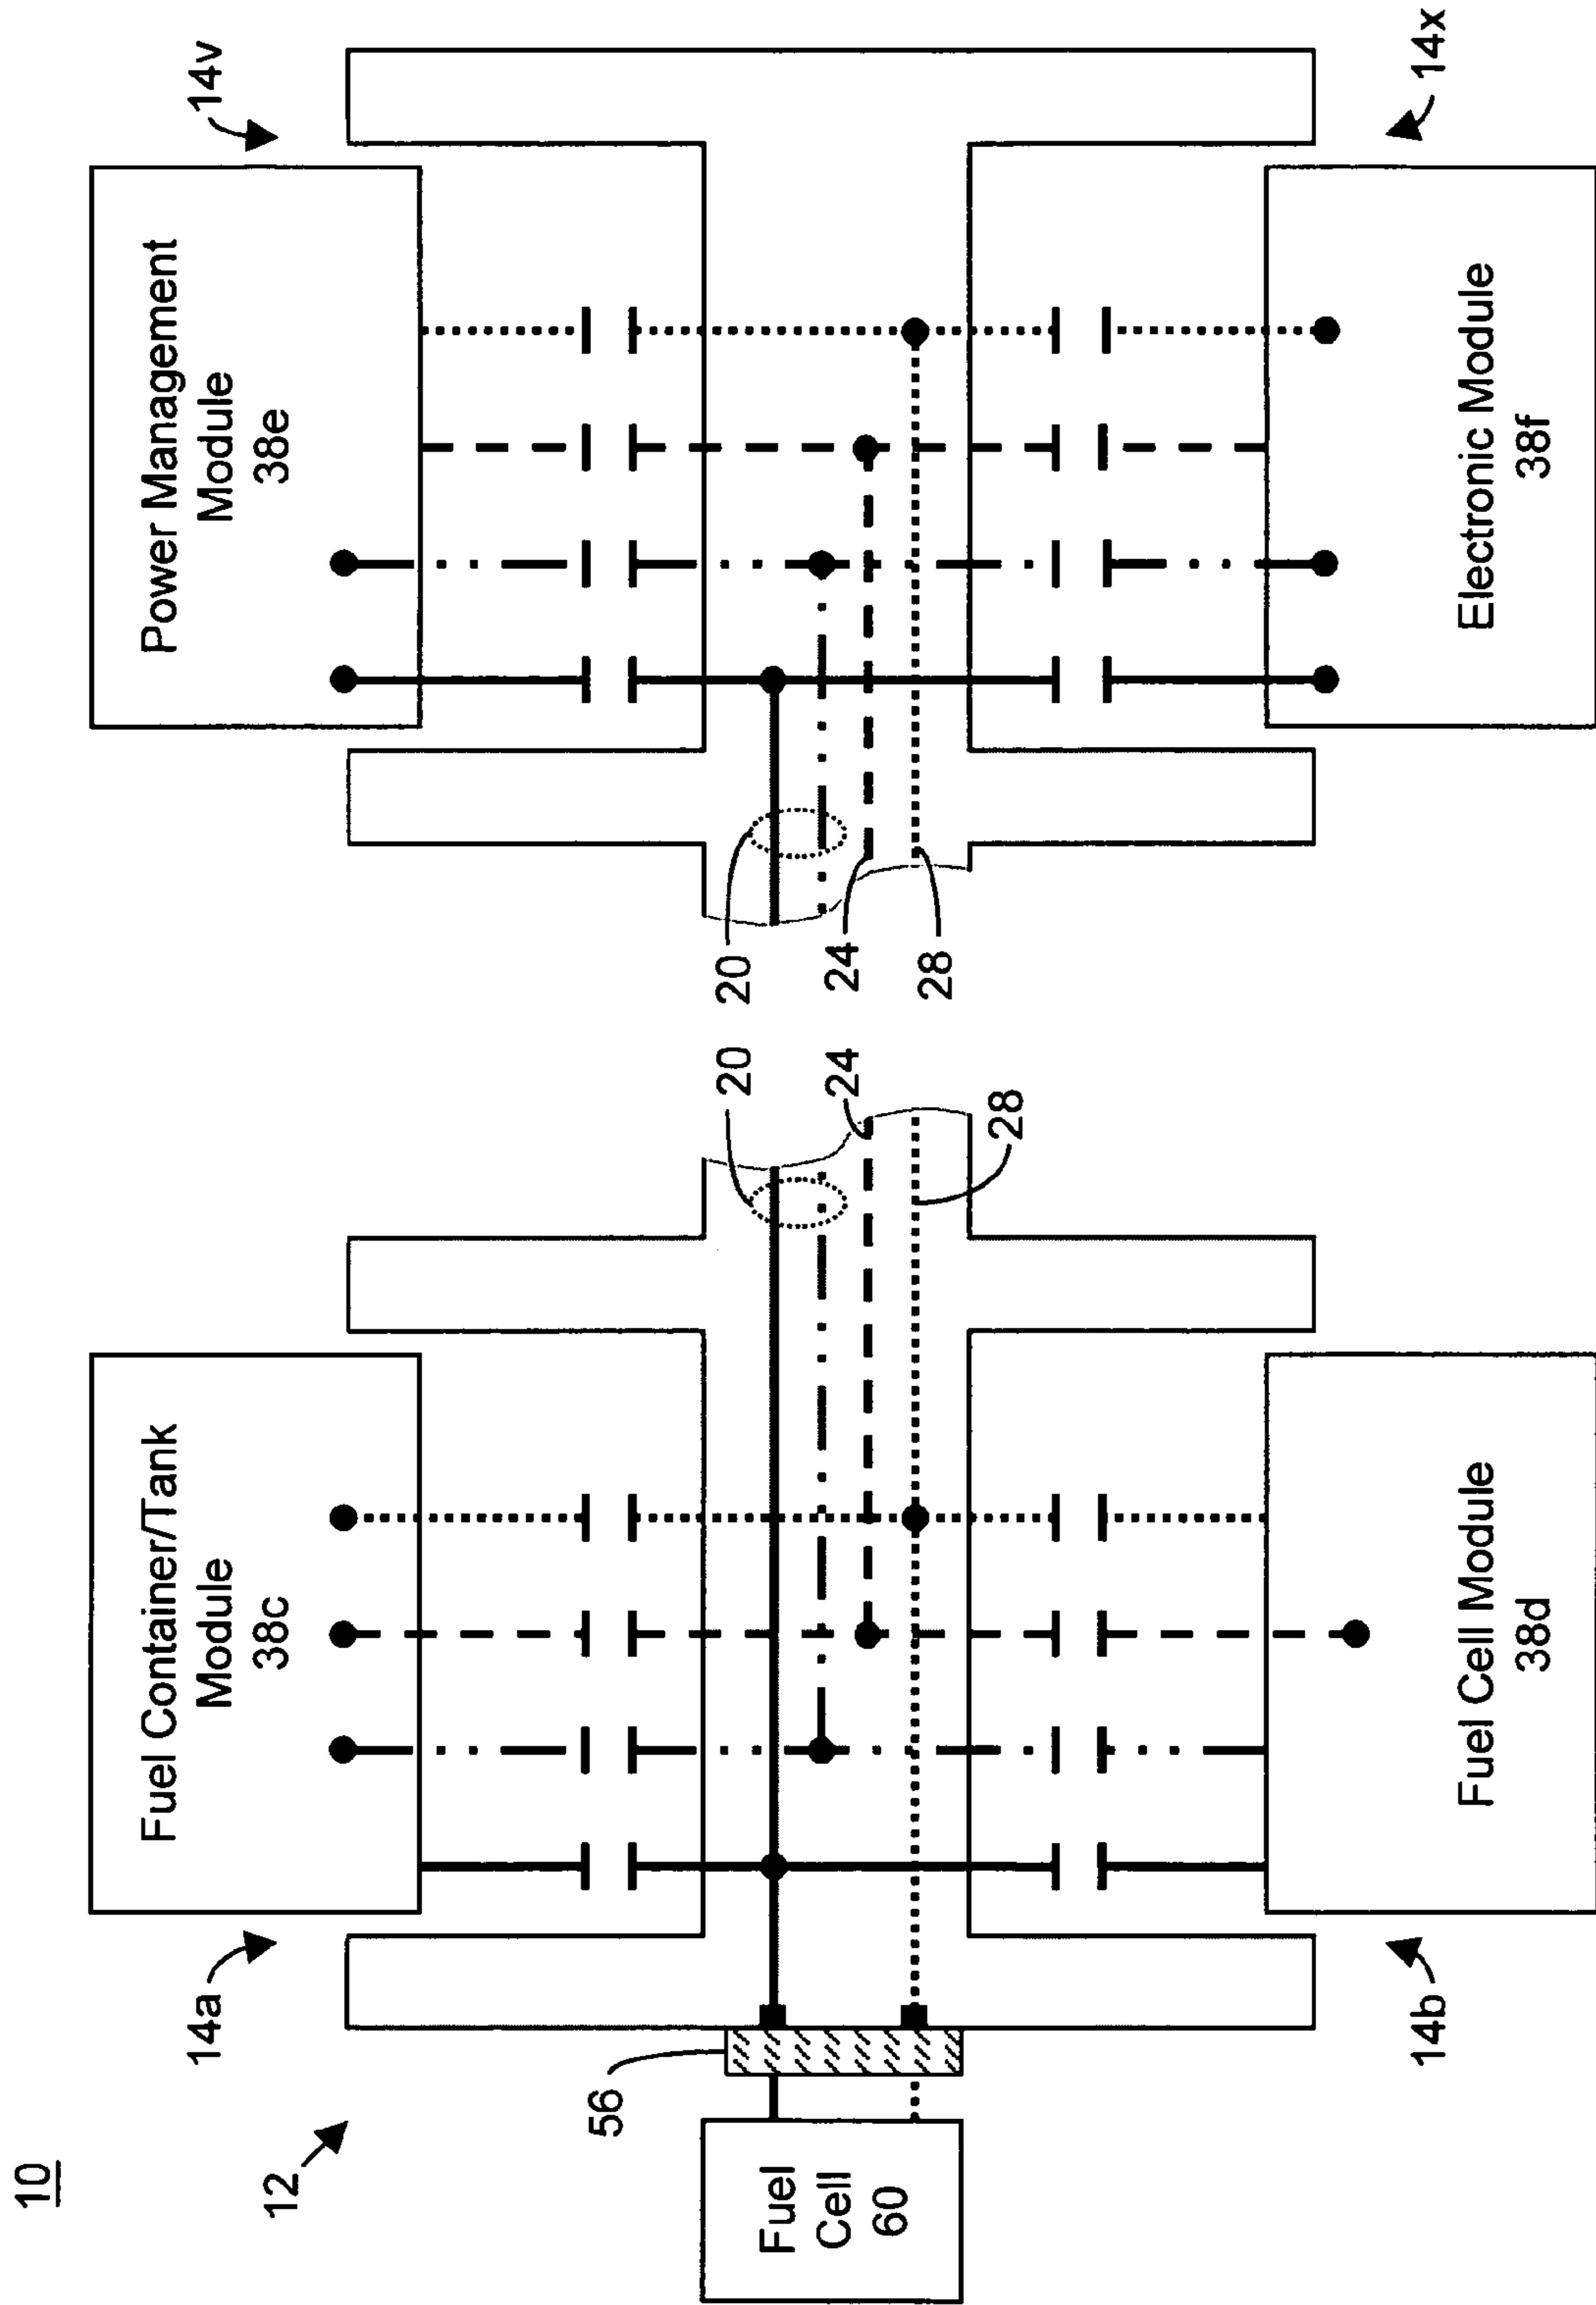 10
12
14a
14v
Fuel Container/Tank
Module
38c
Power Management
Module
38e
56
20
20
24
24
28
28
Fuel
Cell
60
14b
14x
Fuel Cell Module
38d
Electronic Module
38f